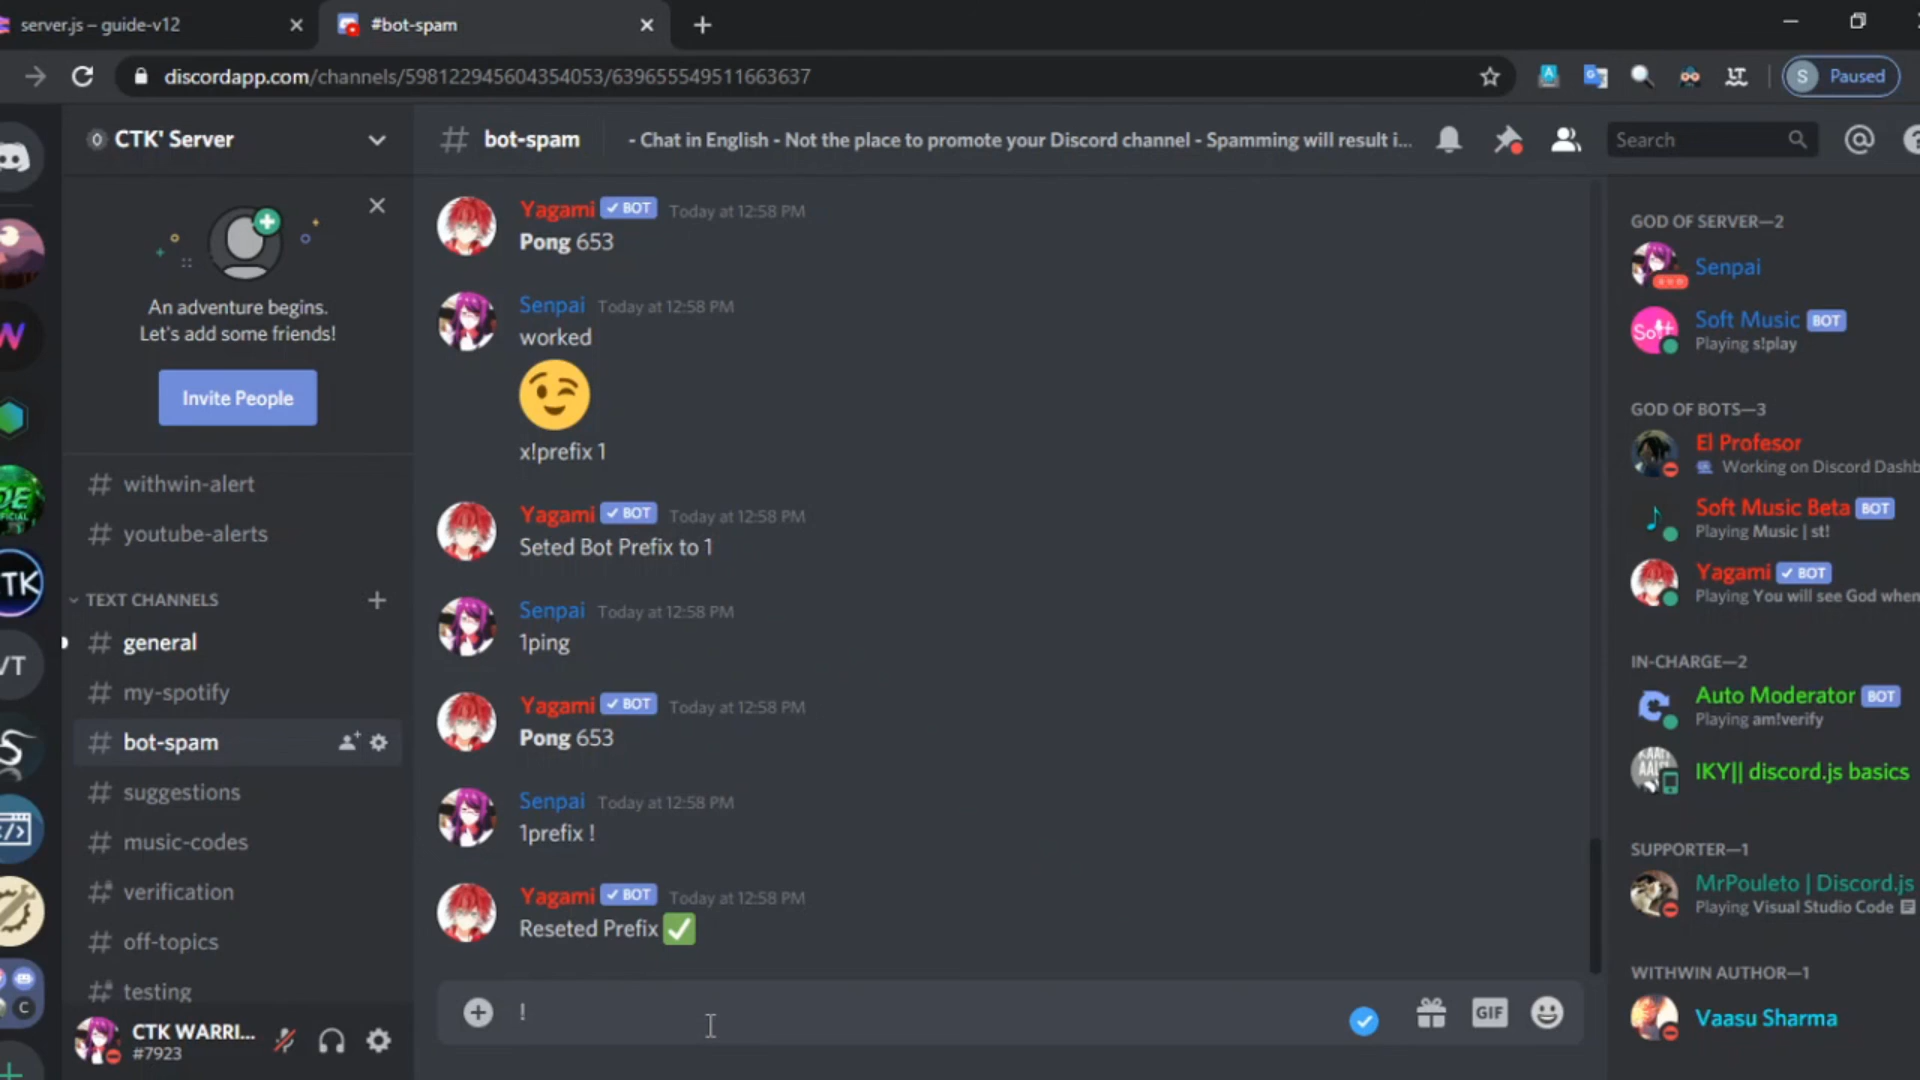 server.js – guide-v12
#bot-spam
discordapp.com/channels/598122945604354053/639655549511663637
S Paused
CTK' Server
# bot-spam
- Chat in English - Not the place to promote your Discord channel - Spamming will result i...
Search
An adventure begins.
Let's add some friends!
Invite People
# withwin-alert
# youtube-alerts
TEXT CHANNELS
# general
# my-spotify
# bot-spam
# suggestions
# music-codes
# verification
# off-topics
# testing
CTK WARRI...
#7923
Yagami ✓ BOT Today at 12:58 PM
Pong 653
Senpai Today at 12:58 PM
worked
x!prefix 1
Yagami ✓ BOT Today at 12:58 PM
Seted Bot Prefix to 1
Senpai Today at 12:58 PM
1ping
Yagami ✓ BOT Today at 12:58 PM
Pong 653
Senpai Today at 12:58 PM
1prefix !
Yagami ✓ BOT Today at 12:58 PM
Reseted Prefix ✅
!
GIF
GOD OF SERVER—2
Senpai
Soft
Soft Music BOT
Playing s!play
GOD OF BOTS—3
El Profesor
Working on Discord Dashb
Soft Music Beta BOT
Playing Music | st!
Yagami ✓ BOT
Playing You will see God when
IN-CHARGE—2
Auto Moderator BOT
Playing am!verify
IKY|| discord.js basics
SUPPORTER—1
MrPouleto | Discord.js
Playing Visual Studio Code
WITHWIN AUTHOR—1
Vaasu Sharma